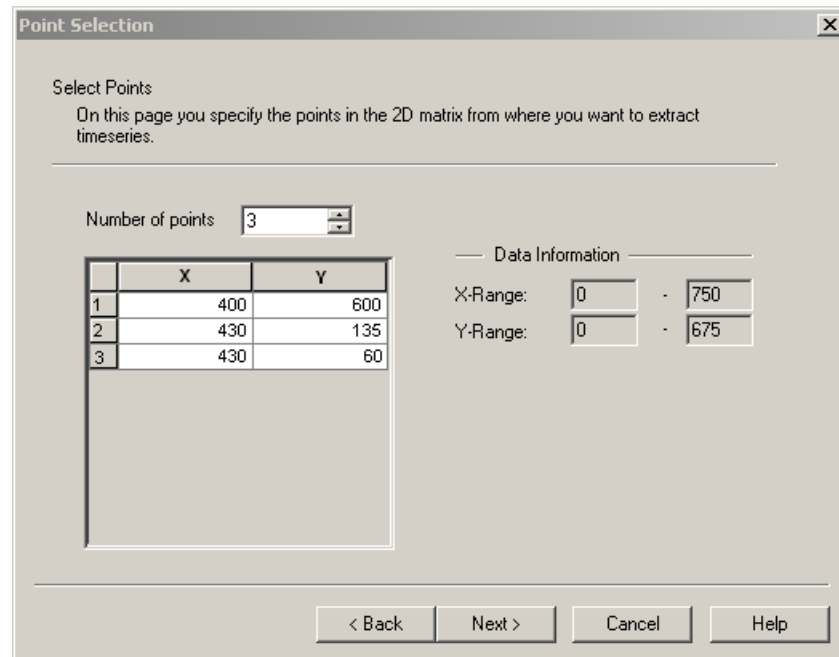 Point Selection
Select Points
On this page you specify the points in the 2D matrix from where you want to extract
timeseries.
Number of points 3
X Y
1 400 600
2 430 135
3 430 60
Data Information
X-Range: 0 - 750
Y-Range: 0 - 675
< Back Next > Cancel Help